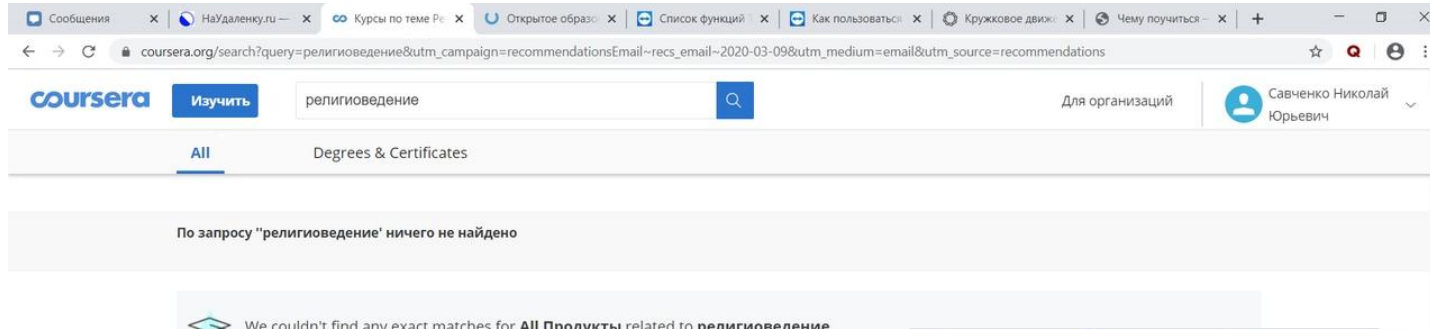 Сообщения НаУдаленку.ru — Курсы по теме Ре Открытое образо Список функций Как пользоваться Кружковое движе Чему поучиться –
coursera.org/search?query=религиоведение&utm_campaign=recommendationsEmail~recs_email~2020-03-09&utm_medium=email&utm_source=recommendations
coursera Изучить религиоведение Для организаций Савченко Николай
Юрьевич
All Degrees & Certificates
По запросу "религиоведение' ничего не найдено
We couldn't find any exact matches for All Продукты related to религиоведение